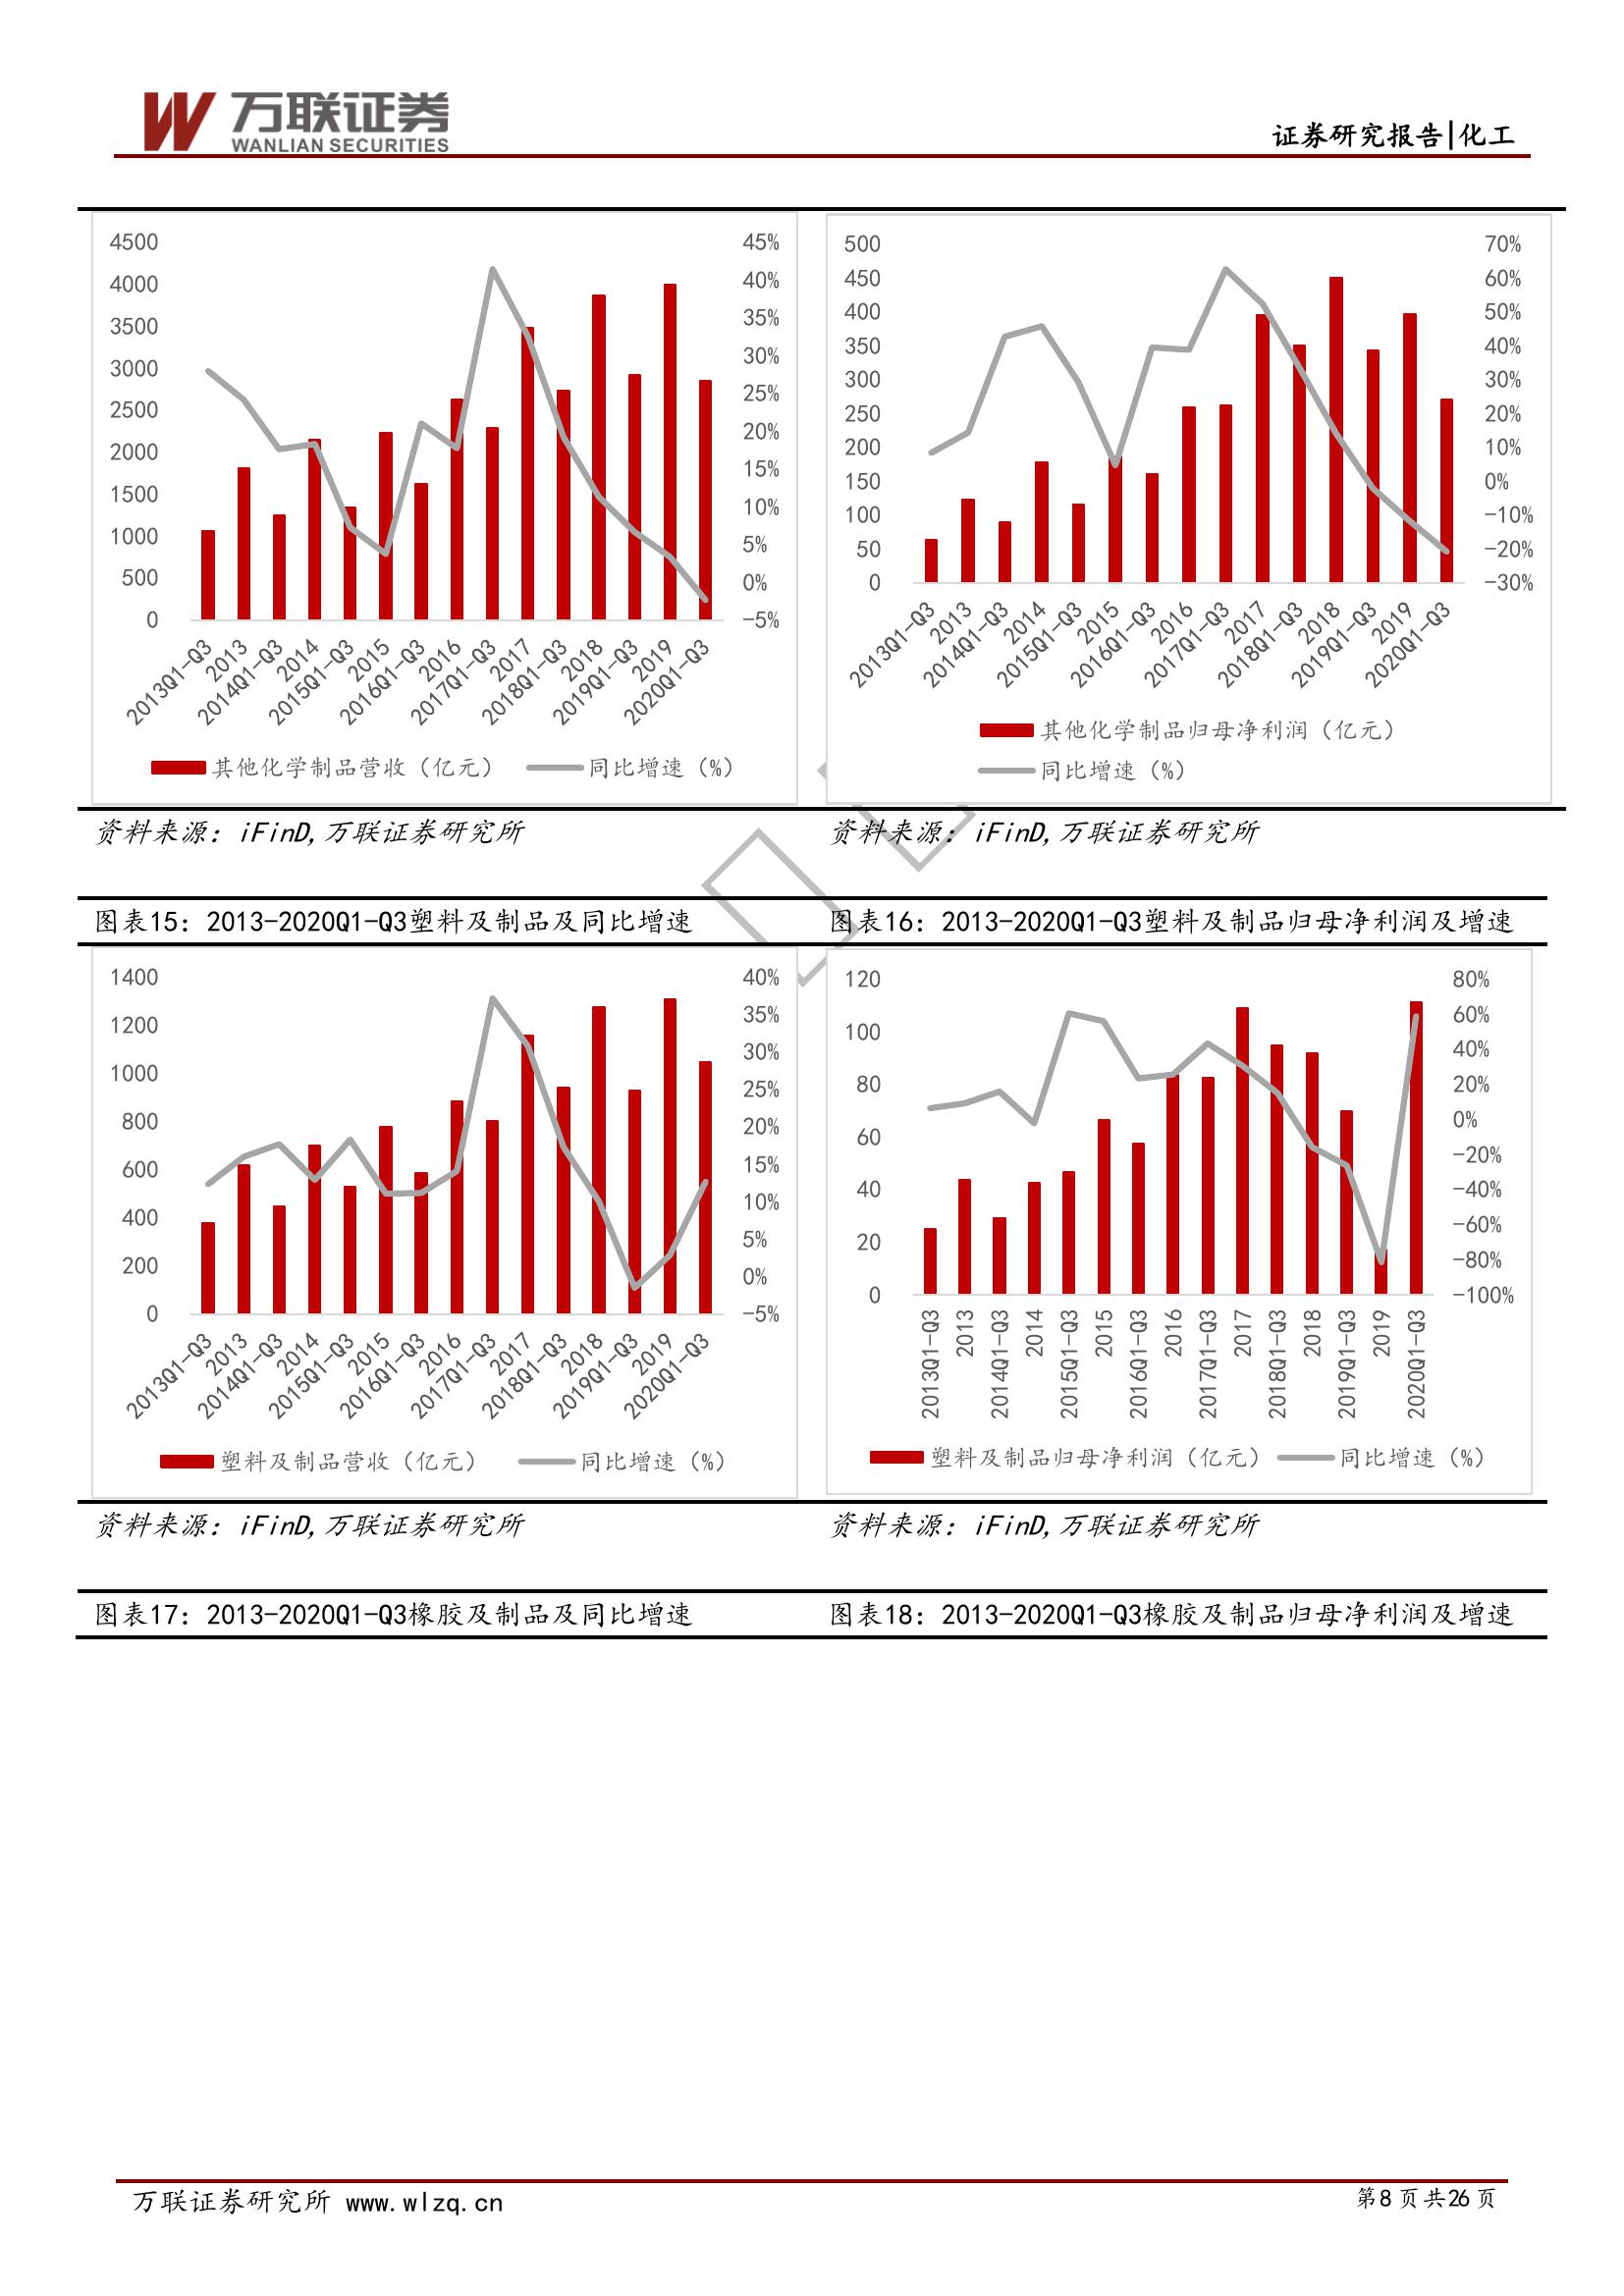 万联证券
WANLIAN SECURITIES
证券研究报告|化工
4500
4000
3500
3000
2500
2000
1500
1000
500
0
45%
40%
35%
30%
25%
20%
15%
10%
5%
0%
-5%
2013Q1-Q3
2013
2014Q1-Q3
2014
2015Q1-Q3
2015
2016Q1-Q3
2016
2017Q1-Q3
2017
2018Q1-Q3
2018
2019Q1-Q3
2019
2020Q1-Q3
其他化学制品营收（亿元） 同比增速（%）
500
450
400
350
300
250
200
150
100
50
0
70%
60%
50%
40%
30%
20%
10%
0%
-10%
-20%
-30%
2013Q1-Q3
2013
2014Q1-Q3
2014
2015Q1-Q3
2015
2016Q1-Q3
2016
2017Q1-Q3
2017
2018Q1-Q3
2018
2019Q1-Q3
2019
2020Q1-Q3
其他化学制品归母净利润（亿元）
同比增速（%）
资料来源：iFinD,万联证券研究所
资料来源：iFinD,万联证券研究所
图表15：2013-2020Q1-Q3塑料及制品及同比增速
图表16：2013-2020Q1-Q3塑料及制品归母净利润及增速
1400
1200
1000
800
600
400
200
0
40%
35%
30%
25%
20%
15%
10%
5%
0%
-5%
2013Q1-Q3
2013
2014Q1-Q3
2014
2015Q1-Q3
2015
2016Q1-Q3
2016
2017Q1-Q3
2017
2018Q1-Q3
2018
2019Q1-Q3
2019
2020Q1-Q3
塑料及制品营收（亿元） 同比增速（%）
120
100
80
60
40
20
0
80%
60%
40%
20%
0%
-20%
-40%
-60%
-80%
-100%
2013Q1-Q3
2013
2014Q1-Q3
2014
2015Q1-Q3
2015
2016Q1-Q3
2016
2017Q1-Q3
2017
2018Q1-Q3
2018
2019Q1-Q3
2019
2020Q1-Q3
塑料及制品归母净利润（亿元） 同比增速（%）
资料来源：iFinD,万联证券研究所
资料来源：iFinD,万联证券研究所
图表17：2013-2020Q1-Q3橡胶及制品及同比增速
图表18：2013-2020Q1-Q3橡胶及制品归母净利润及增速
万联证券研究所 www.wlzq.cn
第8页共26页